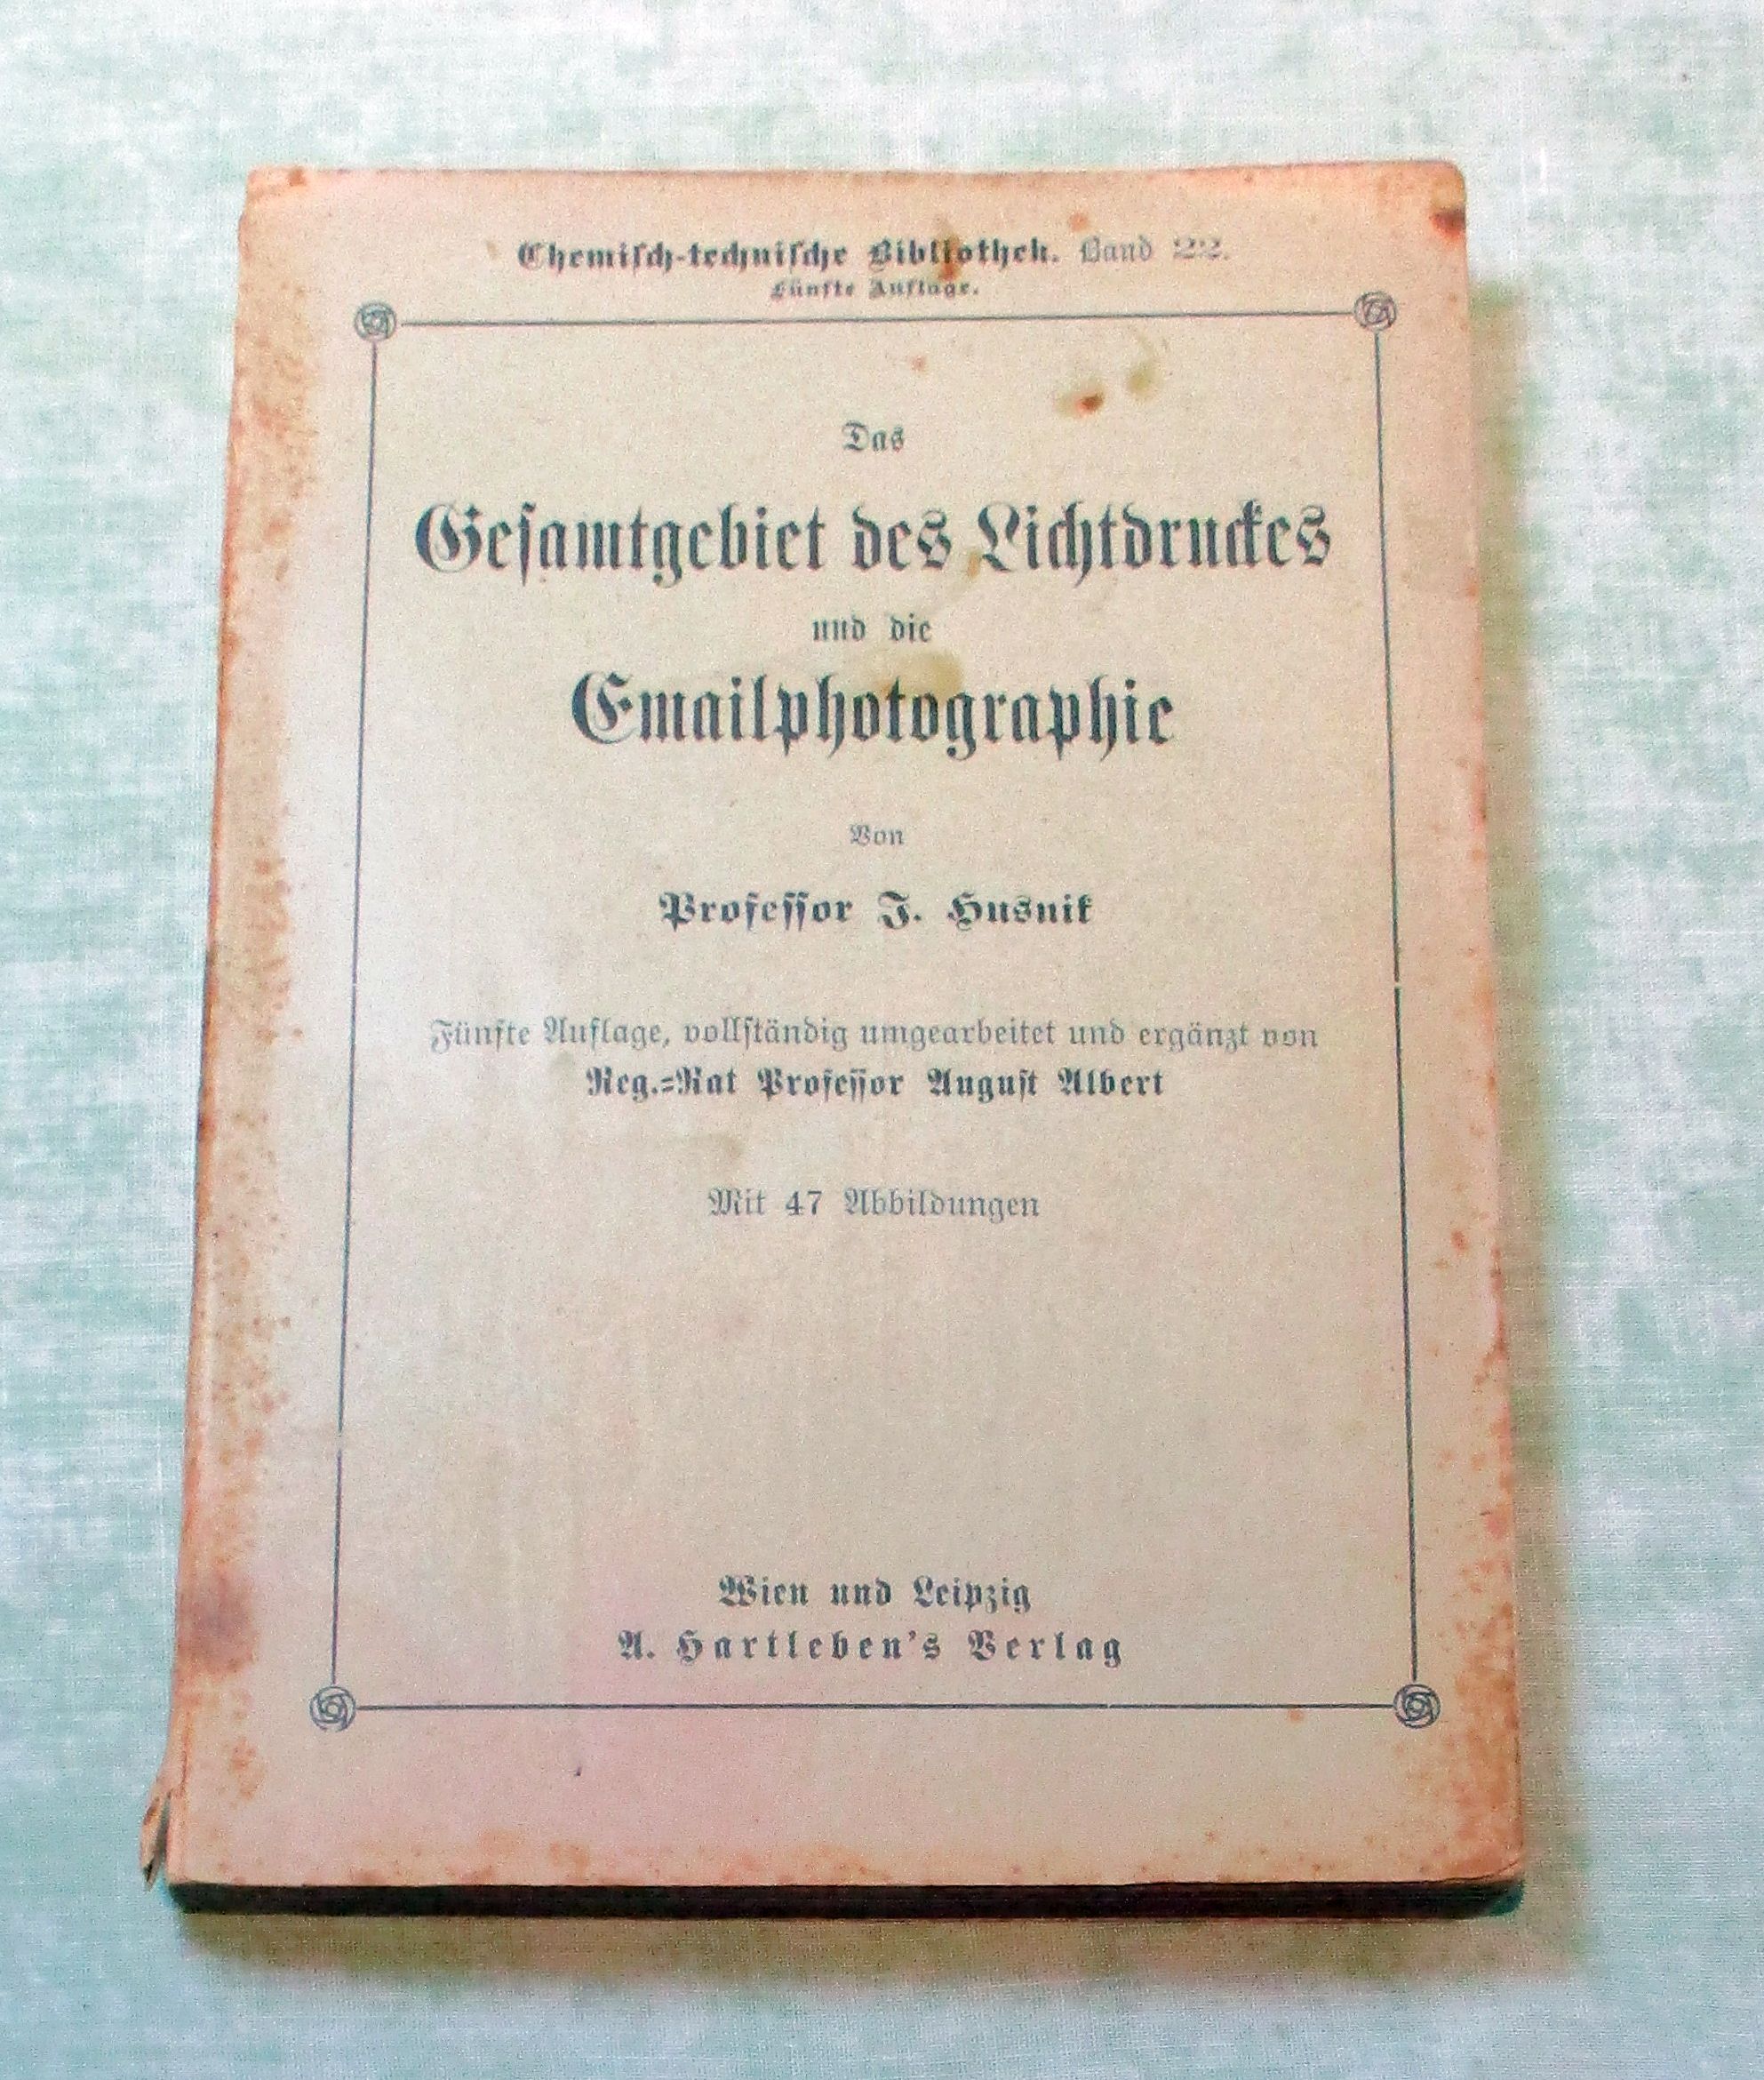 Chemisch-technische Bibliothek. Band 22.
Fünfte Auflage.
Das
Gesamtgebiet des Lichtdruckes
und die
Emailphotographie
Von
Professor J. Husnik
Fünfte Auflage, vollständig umgearbeitet und ergänzt von
Reg.=Rat Professor August Albert
Mit 47 Abbildungen
Wien und Leipzig
A. Hartleben's Verlag